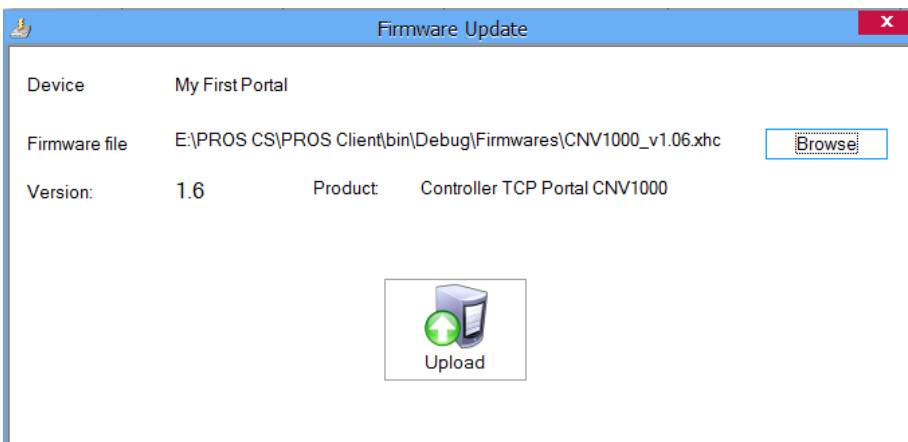 Firmware Update
x
Device My First Portal
Firmware file E:\PROS CS\PROS Client\bin\Debug\Firmwares\CNV1000_v1.06.xhc Browse
Version: 1.6 Product: Controller TCP Portal CNV1000
Upload